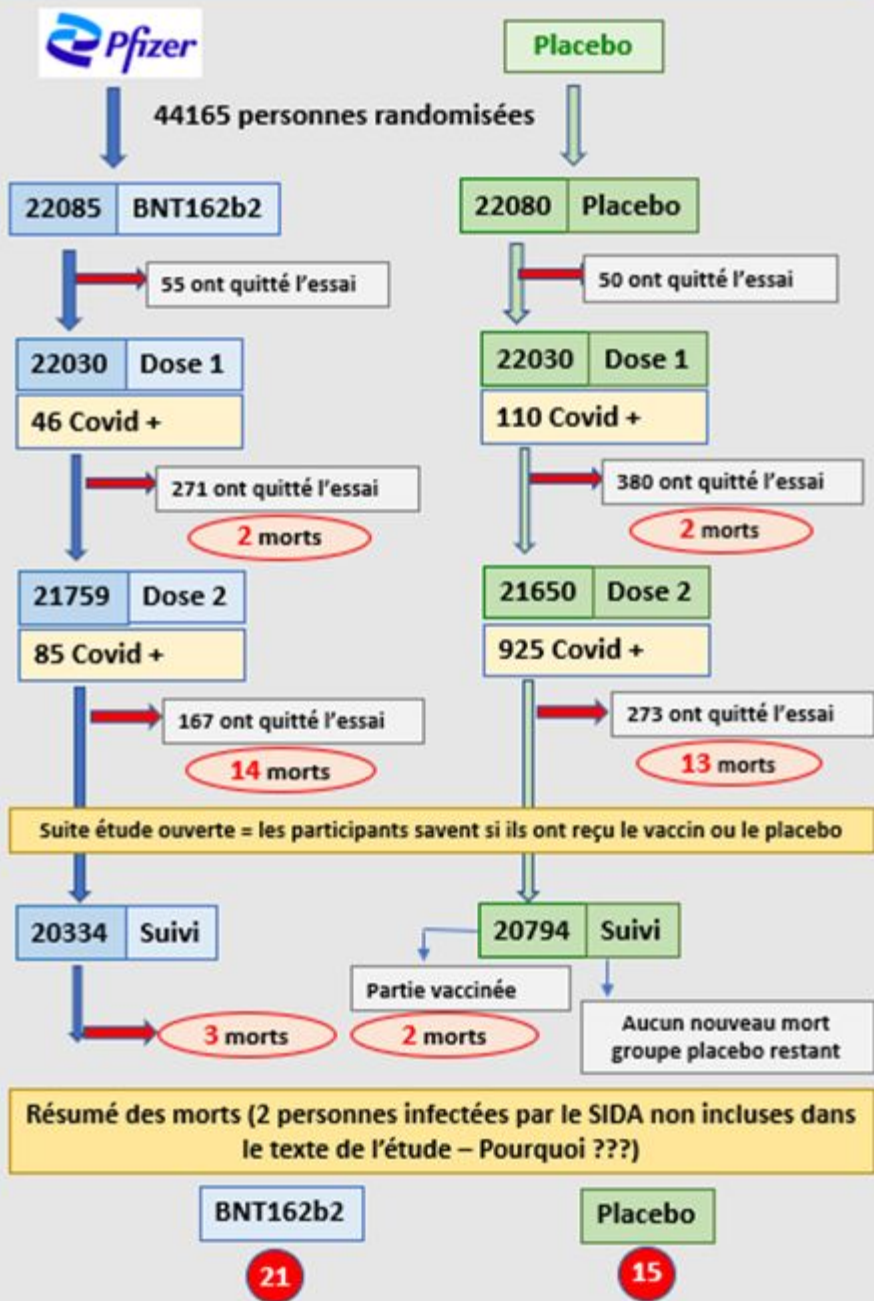 Pfizer
Placebo
44165 personnes randomisées
22085 BNT162b2
22080 Placebo
55 ont quitté l'essai
50 ont quitté l'essai
22030 Dose 1
22030 Dose 1
46 Covid +
110 Covid +
271 ont quitté l'essai
380 ont quitté l'essai
2 morts
2 morts
21759 Dose 2
21650 Dose 2
85 Covid +
925 Covid +
167 ont quitté l'essai
273 ont quitté l'essai
14 morts
13 morts
Suite étude ouverte = les participants savent si ils ont reçu le vaccin ou le placebo
20334 Suivi
20794 Suivi
Partie vaccinée
3 morts
2 morts
Aucun nouveau mort
groupe placebo restant
Résumé des morts (2 personnes infectées par le SIDA non incluses dans
le texte de l'étude – Pourquoi ???)
BNT162b2
Placebo
21
15